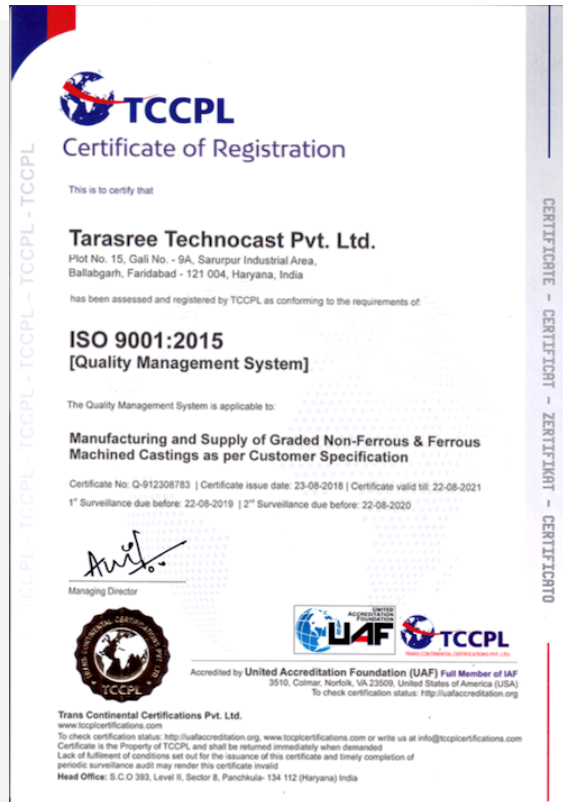 TCCPL
Certificate of Registration
This is to certify that
Tarasree Technocast Pvt. Ltd.
Plot No. 15, Gali No. - 9A, Sarurpur Industrial Area,
Ballabgarh, Faridabad - 121 004, Haryana, India
has been assessed and registered by TCCPL as conforming to the requirements of:
ISO 9001:2015
[Quality Management System]
The Quality Management System is applicable to:
Manufacturing and Supply of Graded Non-Ferrous & Ferrous
Machined Castings as per Customer Specification
Certificate No: Q-912308783 | Certificate issue date: 23-08-2018 | Certificate valid till: 22-08-2021
1st Surveillance due before: 22-08-2019 | 2nd Surveillance due before: 22-08-2020
Managing Director
TRANS CONTINENTAL CERTIFICATIONS PVT. LTD.
TCCPL
UNITED
ACCREDITATION
FOUNDATION
UAF
TCCPL
TRANS CONTINENTAL CERTIFICATIONS PVT. LTD.
Accredited by United Accreditation Foundation (UAF) Full Member of IAF
3510, Colmar, Norfolk, VA 23509, United States of America (USA)
To check certification status: http://uafaccreditation.org
Trans Continental Certifications Pvt. Ltd.
www.tccplcertifications.com
To check certification status: http://uafaccreditation.org, www.tccplcertifications.com or write us at info@tccplcertifications.com
Certificate is the Property of TCCPL and shall be returned immediately when demanded
Lack of fulfilment of conditions set out for the issuance of this certificate and timely completion of
periodic surveillance audit may render this certificate invalid
Head Office: S.C.O 393, Level II, Sector 8, Panchkula- 134 112 (Haryana) India
CERTIFICATE - CERTIFICAT - ZERTIFIKAT - CERTIFICATO
CCPL - TCCPL - TCCPL - TCCPL - TCCPL